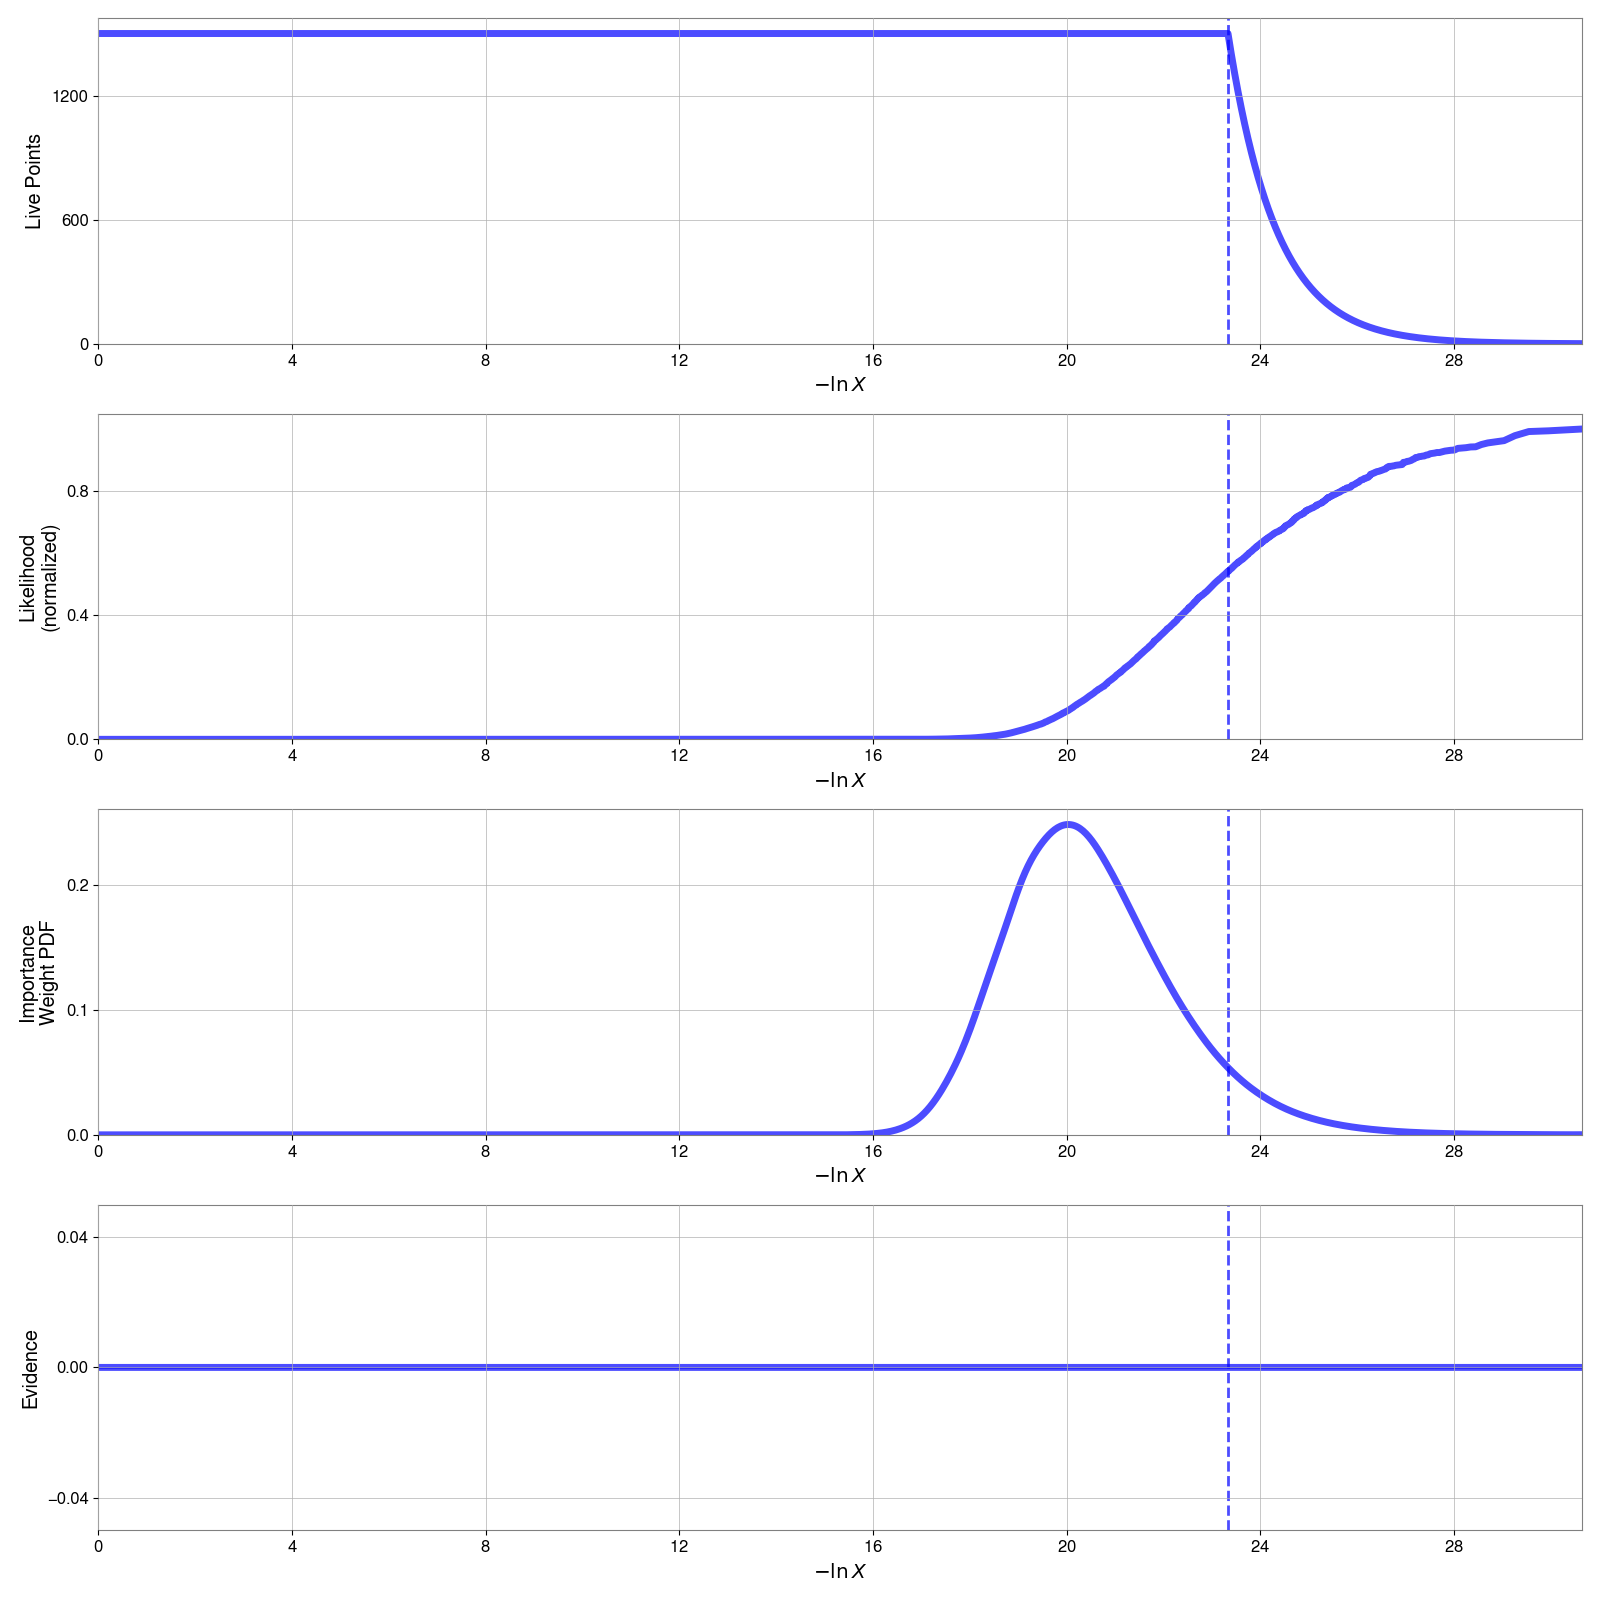 Live Points
1200
600
0
0 4 8 12 16 20 24 28
−ln X
Likelihood
(normalized)
0.8
0.4
0.0
0 4 8 12 16 20 24 28
−ln X
Importance
Weight PDF
0.2
0.1
0.0
0 4 8 12 16 20 24 28
−ln X
Evidence
0.04
0.00
−0.04
0 4 8 12 16 20 24 28
−ln X